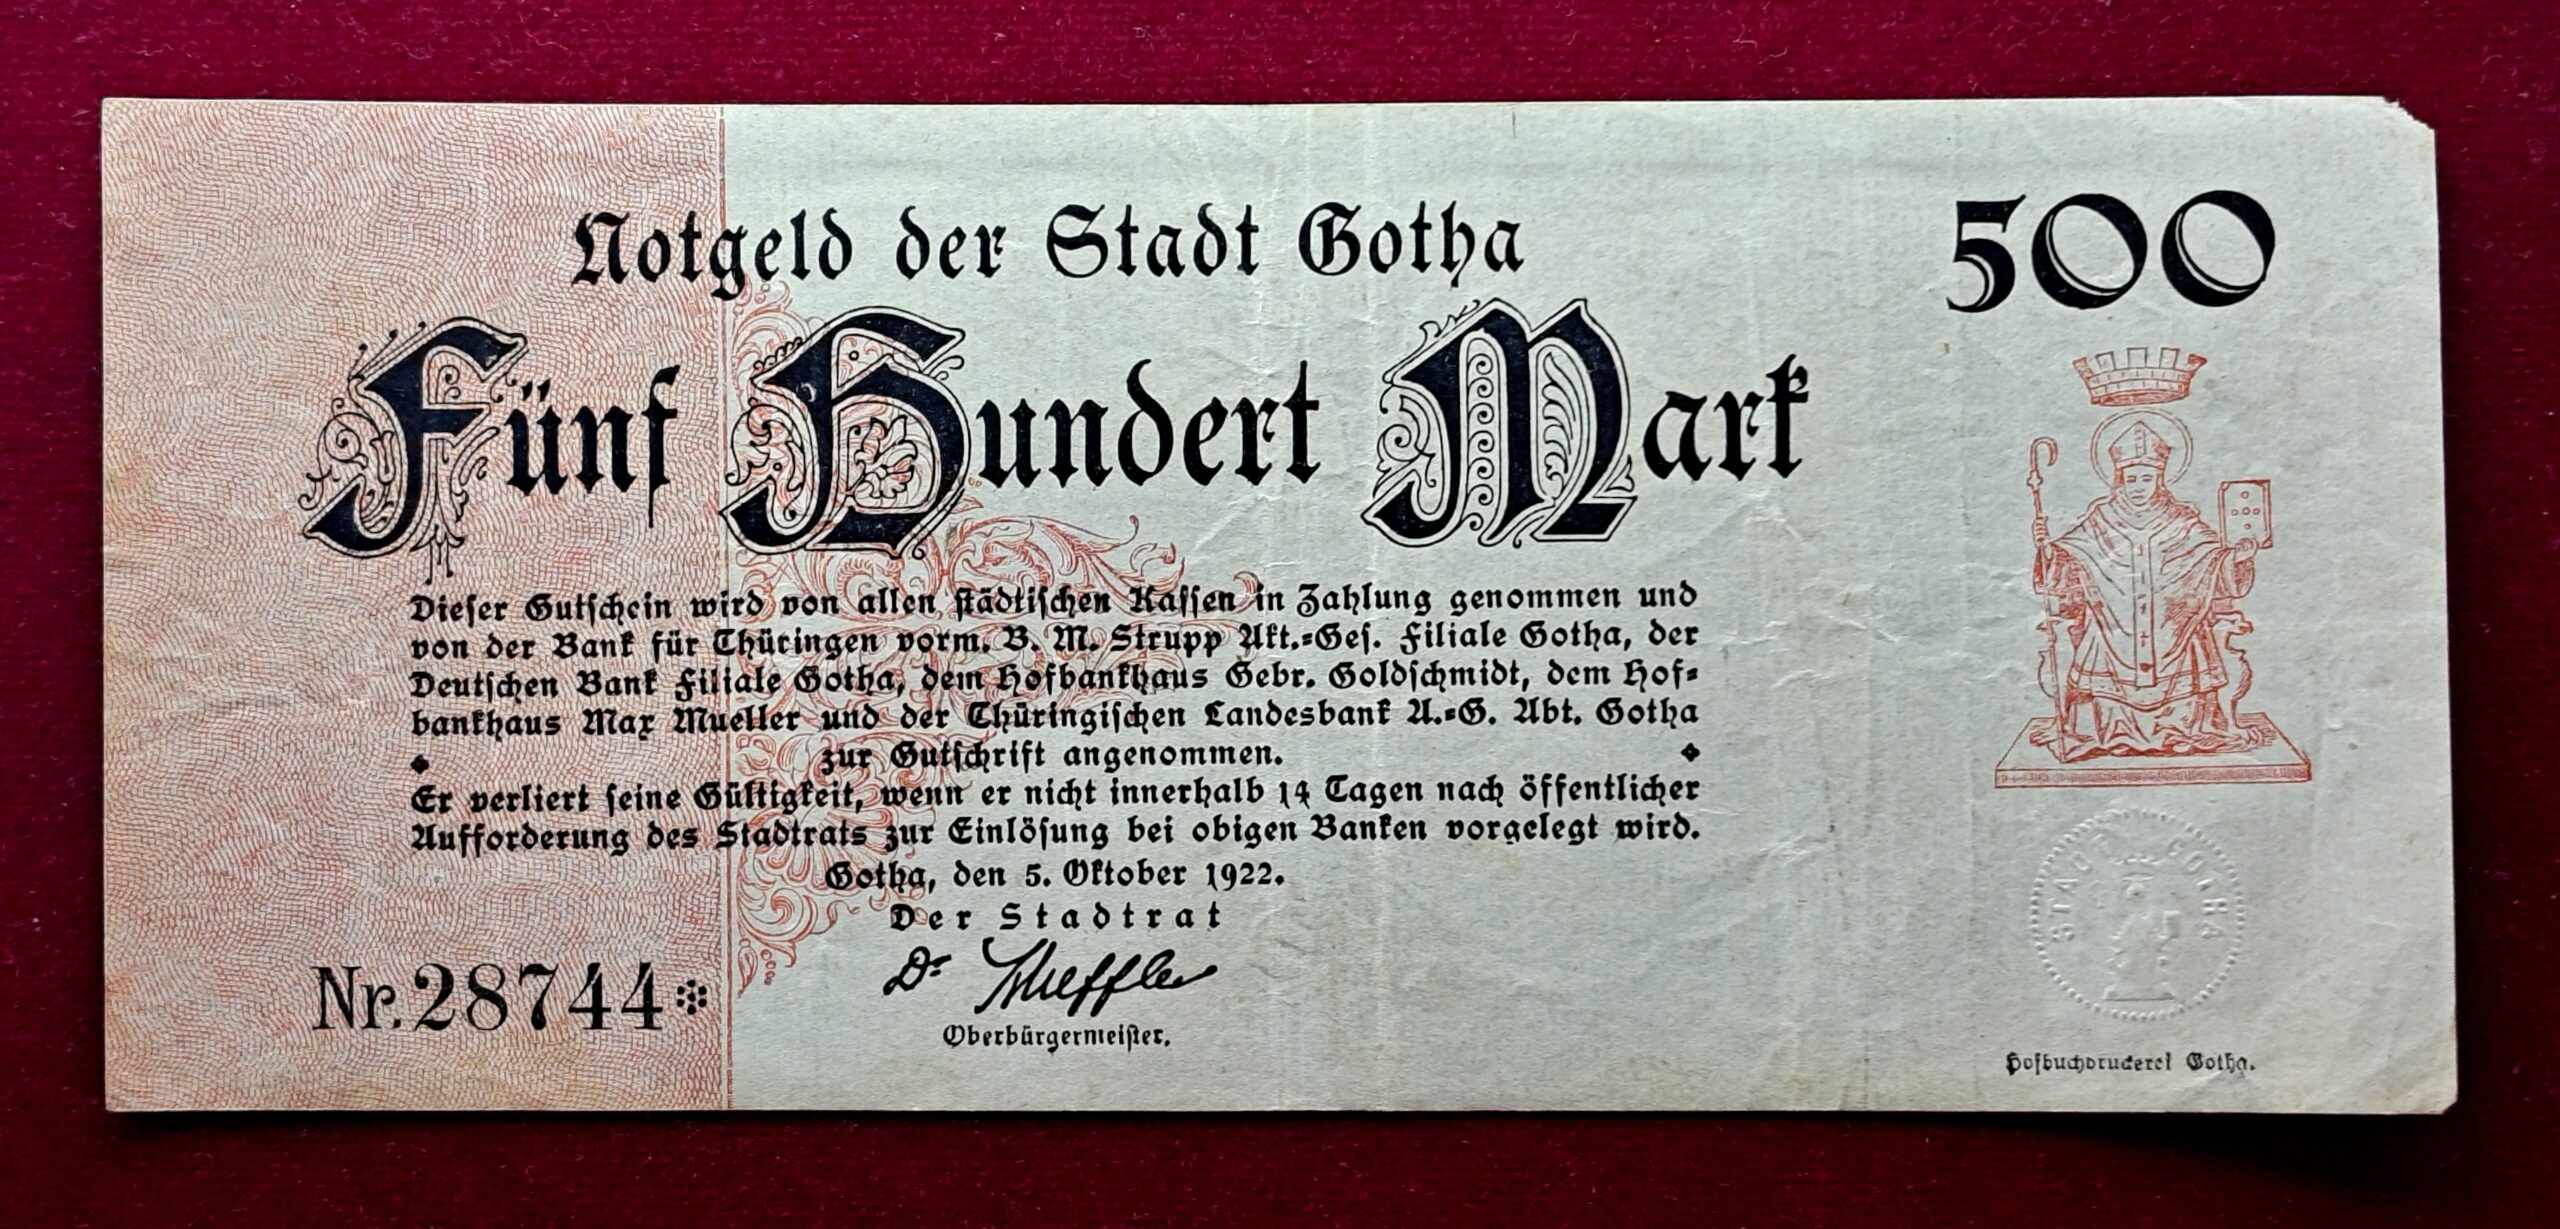 Notgeld der Stadt Gotha
500
Fünf Hundert Mark
Dieser Gutschein wird von allen städtischen Kassen in Zahlung genommen und
von der Bank für Thüringen vorm. B. M. Strupp Akt.=Ges. Filiale Gotha, der
Deutschen Bank Filiale Gotha, dem Hofbankhaus Gebr. Goldschmidt, dem Hof=
bankhaus Max Mueller und der Thüringischen Landesbank A.=G. Abt. Gotha
zur Gutschrift angenommen.
Er verliert seine Gültigkeit, wenn er nicht innerhalb 14 Tagen nach öffentlicher
Aufforderung des Stadtrats zur Einlösung bei obigen Banken vorgelegt wird.
Gotha, den 5. Oktober 1922.
Der Stadtrat
Dr Scheffler
Oberbürgermeister.
Nr. 28744
STADT GOTHA
Hofbuchdruckerei Gotha.